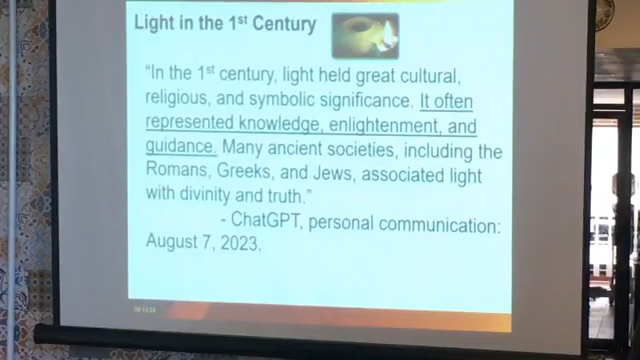 Light in the 1st Century
“In the 1st century, light held great cultural,
religious, and symbolic significance. It often
represented knowledge, enlightenment, and
guidance. Many ancient societies, including the
Romans, Greeks, and Jews, associated light
with divinity and truth.”
- ChatGPT, personal communication:
August 7, 2023.